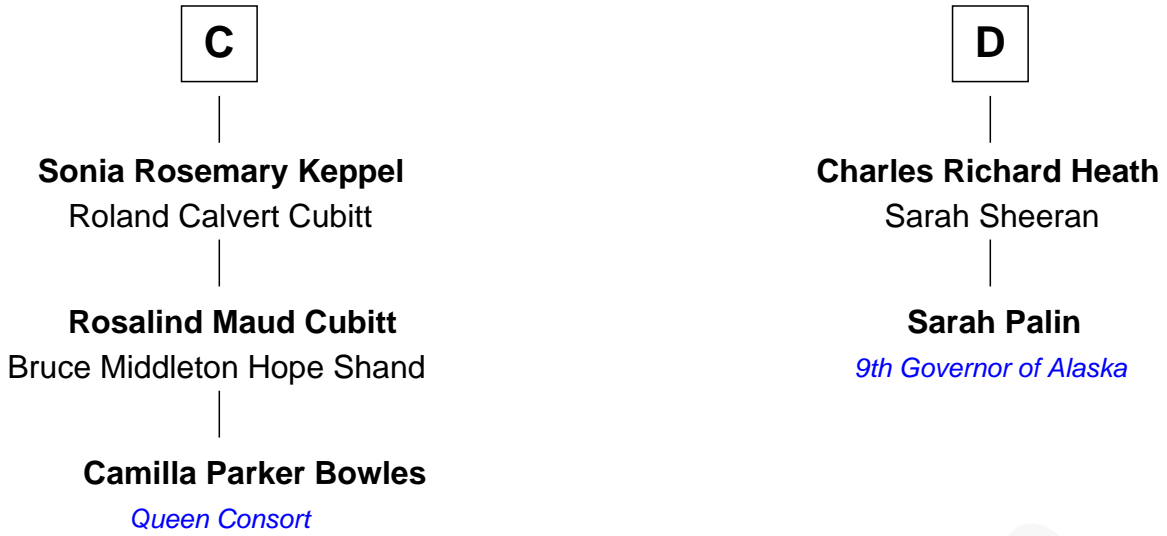 C
Sonia Rosemary Keppel
Roland Calvert Cubitt
Rosalind Maud Cubitt
Bruce Middleton Hope Shand
Camilla Parker Bowles
Queen Consort
D
Charles Richard Heath
Sarah Sheeran
Sarah Palin
9th Governor of Alaska